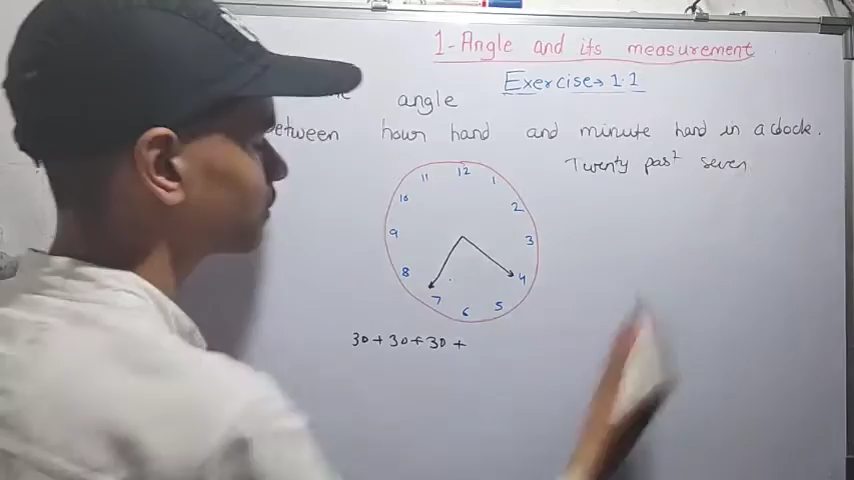 1-Angle and its measurement
Exercise→ 1.1
angle
between hour hand and minute hand in a clock.
Twenty past seven
12
11
1
10
2
9
3
8
4
7
5
6
30+30+30+